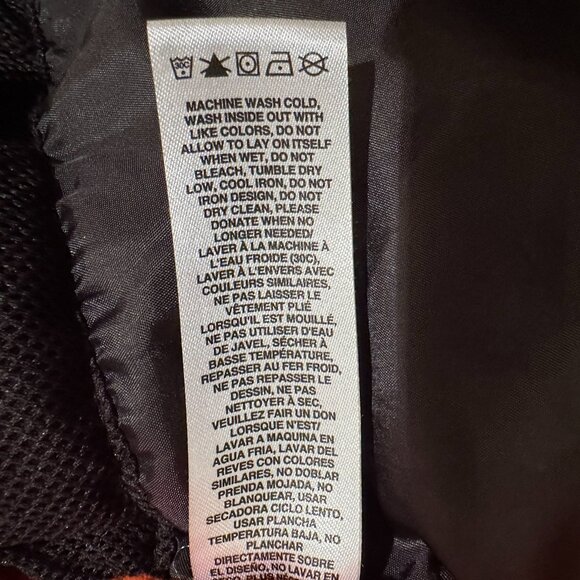 30C
MACHINE WASH COLD,
WASH INSIDE OUT WITH
LIKE COLORS, DO NOT
ALLOW TO LAY ON ITSELF
WHEN WET, DO NOT
BLEACH, TUMBLE DRY
LOW, COOL IRON, DO NOT
IRON DESIGN, DO NOT
DRY CLEAN, PLEASE
DONATE WHEN NO
LONGER NEEDED/
LAVER À LA MACHINE À
L'EAU FROIDE (30C),
LAVER À L'ENVERS AVEC
COULEURS SIMILAIRES,
NE PAS LAISSER LE
VÊTEMENT PLIÉ
LORSQU'IL EST MOUILLÉ,
NE PAS UTILISER D'EAU
DE JAVEL, SÉCHER À
BASSE TEMPÉRATURE,
REPASSER AU FER FROID,
NE PAS REPASSER LE
DESSIN, NE PAS
NETTOYER À SEC,
VEUILLEZ FAIR UN DON
LORSQUE N'EST/
LAVAR A MAQUINA EN
AGUA FRIA, LAVAR DEL
REVES CON COLORES
SIMILARES, NO DOBLAR
PRENDA MOJADA, NO
BLANQUEAR, USAR
SECADORA CICLO LENTO,
USAR PLANCHA
TEMPERATURA BAJA, NO
PLANCHAR
DIRECTAMENTE SOBRE
EL DISEÑO, NO LAVAR EN